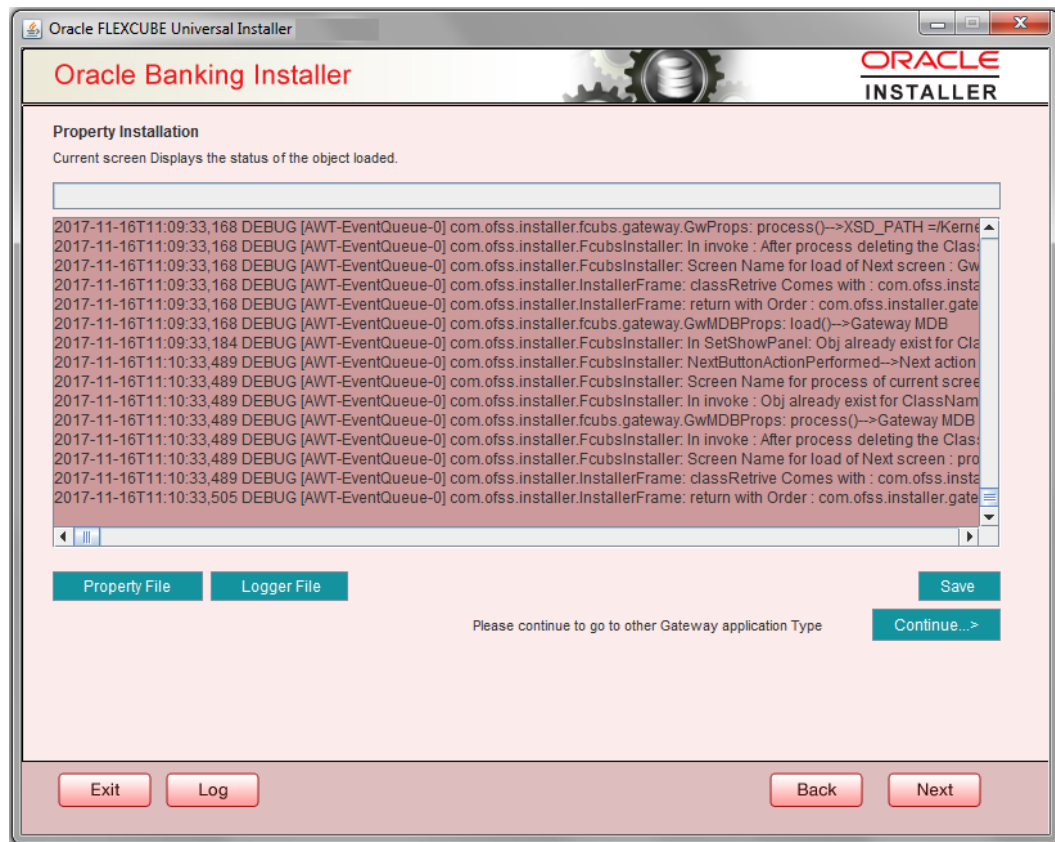 Oracle FLEXCUBE Universal Installer
Oracle Banking Installer
ORACLE
INSTALLER
Property Installation
Current screen Displays the status of the object loaded.
2017-11-16T11:09:33,168 DEBUG [AWT-EventQueue-0] com.ofss.installer.fcubs.gateway.GwProps: process()-->XSD_PATH =/Kerne
2017-11-16T11:09:33,168 DEBUG [AWT-EventQueue-0] com.ofss.installer.FcubsInstaller: In invoke : After process deleting the Clas
2017-11-16T11:09:33,168 DEBUG [AWT-EventQueue-0] com.ofss.installer.FcubsInstaller: Screen Name for load of Next screen : Gw
2017-11-16T11:09:33,168 DEBUG [AWT-EventQueue-0] com.ofss.installer.InstallerFrame: classRetrive Comes with : com.ofss.insta
2017-11-16T11:09:33,168 DEBUG [AWT-EventQueue-0] com.ofss.installer.InstallerFrame: return with Order : com.ofss.installer.gate
2017-11-16T11:09:33,168 DEBUG [AWT-EventQueue-0] com.ofss.installer.fcubs.gateway.GwMDBProps: load()-->Gateway MDB
2017-11-16T11:09:33,184 DEBUG [AWT-EventQueue-0] com.ofss.installer.FcubsInstaller: In SetShowPanel: Obj already exist for Cla
2017-11-16T11:10:33,489 DEBUG [AWT-EventQueue-0] com.ofss.installer.FcubsInstaller: NextButtonActionPerformed-->Next action
2017-11-16T11:10:33,489 DEBUG [AWT-EventQueue-0] com.ofss.installer.FcubsInstaller: Screen Name for process of current scree
2017-11-16T11:10:33,489 DEBUG [AWT-EventQueue-0] com.ofss.installer.FcubsInstaller: In invoke : Obj already exist for ClassNam
2017-11-16T11:10:33,489 DEBUG [AWT-EventQueue-0] com.ofss.installer.fcubs.gateway.GwMDBProps: process()-->Gateway MDB
2017-11-16T11:10:33,489 DEBUG [AWT-EventQueue-0] com.ofss.installer.FcubsInstaller: In invoke : After process deleting the Clas
2017-11-16T11:10:33,489 DEBUG [AWT-EventQueue-0] com.ofss.installer.FcubsInstaller: Screen Name for load of Next screen : pro
2017-11-16T11:10:33,489 DEBUG [AWT-EventQueue-0] com.ofss.installer.InstallerFrame: classRetrive Comes with : com.ofss.insta
2017-11-16T11:10:33,505 DEBUG [AWT-EventQueue-0] com.ofss.installer.InstallerFrame: return with Order : com.ofss.installer.gate
Property File Logger File Save
Please continue to go to other Gateway application Type Continue...>
Exit Log Back Next